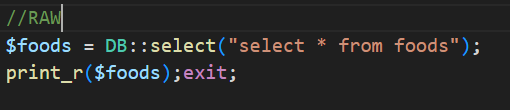 //RAW
$foods = DB::select("select * from foods");
print_r($foods);exit;